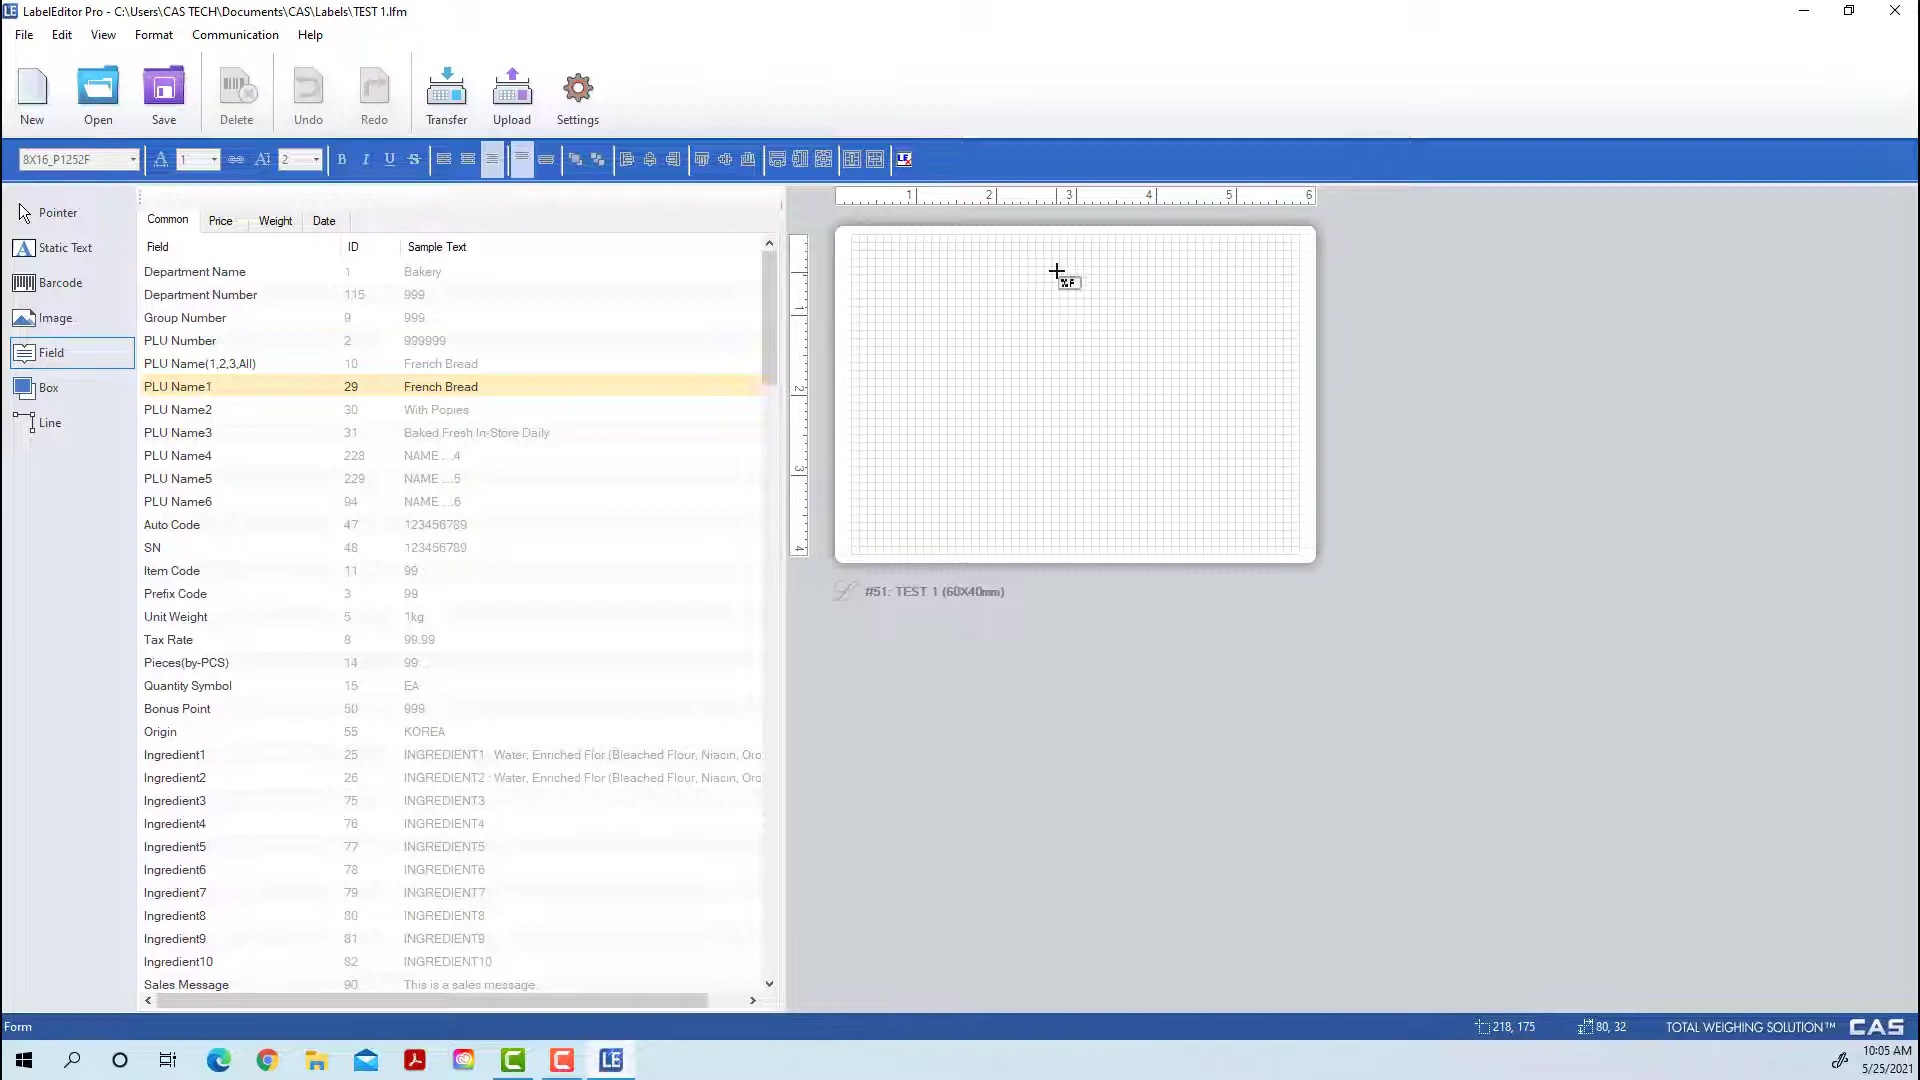 LE LabelEditor Pro - C:\Users\CAS TECH\Documents\CAS\Labels\TEST 1.lfm
File Edit View Format Communication Help
New Open Save Delete Undo Redo Transfer Upload Settings
8X16_P1252F A 1 A 2 B I U S LE
Pointer
Static Text
Barcode
Image
Field
Box
Line
Common Price Weight Date
Field ID Sample Text
Department Name 1 Bakery
Department Number 115 999
Group Number 9 999
PLU Number 2 999999
PLU Name(1,2,3,All) 10 French Bread
PLU Name1 29 French Bread
PLU Name2 30 With Popies
PLU Name3 31 Baked Fresh In-Store Daily
PLU Name4 228 NAME ...4
PLU Name5 229 NAME ...5
PLU Name6 94 NAME ...6
Auto Code 47 123456789
SN 48 123456789
Item Code 11 99
Prefix Code 3 99
Unit Weight 5 1kg
Tax Rate 8 99.99
Pieces(by-PCS) 14 99
Quantity Symbol 15 EA
Bonus Point 50 999
Origin 55 KOREA
Ingredient1 25 INGREDIENT1 : Water, Enriched Flor (Bleached Flour, Niacin, Oro
Ingredient2 26 INGREDIENT2 : Water, Enriched Flor (Bleached Flour, Niacin, Oro
Ingredient3 75 INGREDIENT3
Ingredient4 76 INGREDIENT4
Ingredient5 77 INGREDIENT5
Ingredient6 78 INGREDIENT6
Ingredient7 79 INGREDIENT7
Ingredient8 80 INGREDIENT8
Ingredient9 81 INGREDIENT9
Ingredient10 82 INGREDIENT10
Sales Message 90 This is a sales message.
1 2 3 4 5 6
1
2
3
4
#51: TEST 1 (60X40mm)
Form 218, 175 80, 32 TOTAL WEIGHING SOLUTION™ CAS
LE 10:05 AM
5/25/2021